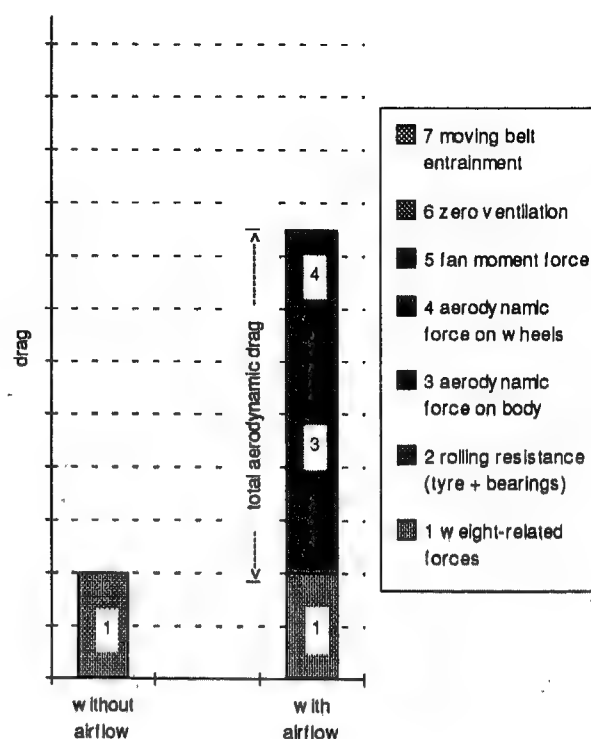 drag
|<----- total aerodynamic drag ----------->|
4
3
1
1
without
airflow
with
airflow
7 moving belt
entrainment
6 zero ventilation
5 fan moment force
4 aerodynamic
force on wheels
3 aerodynamic
force on body
2 rolling resistance
(tyre + bearings)
1 weight-related
forces